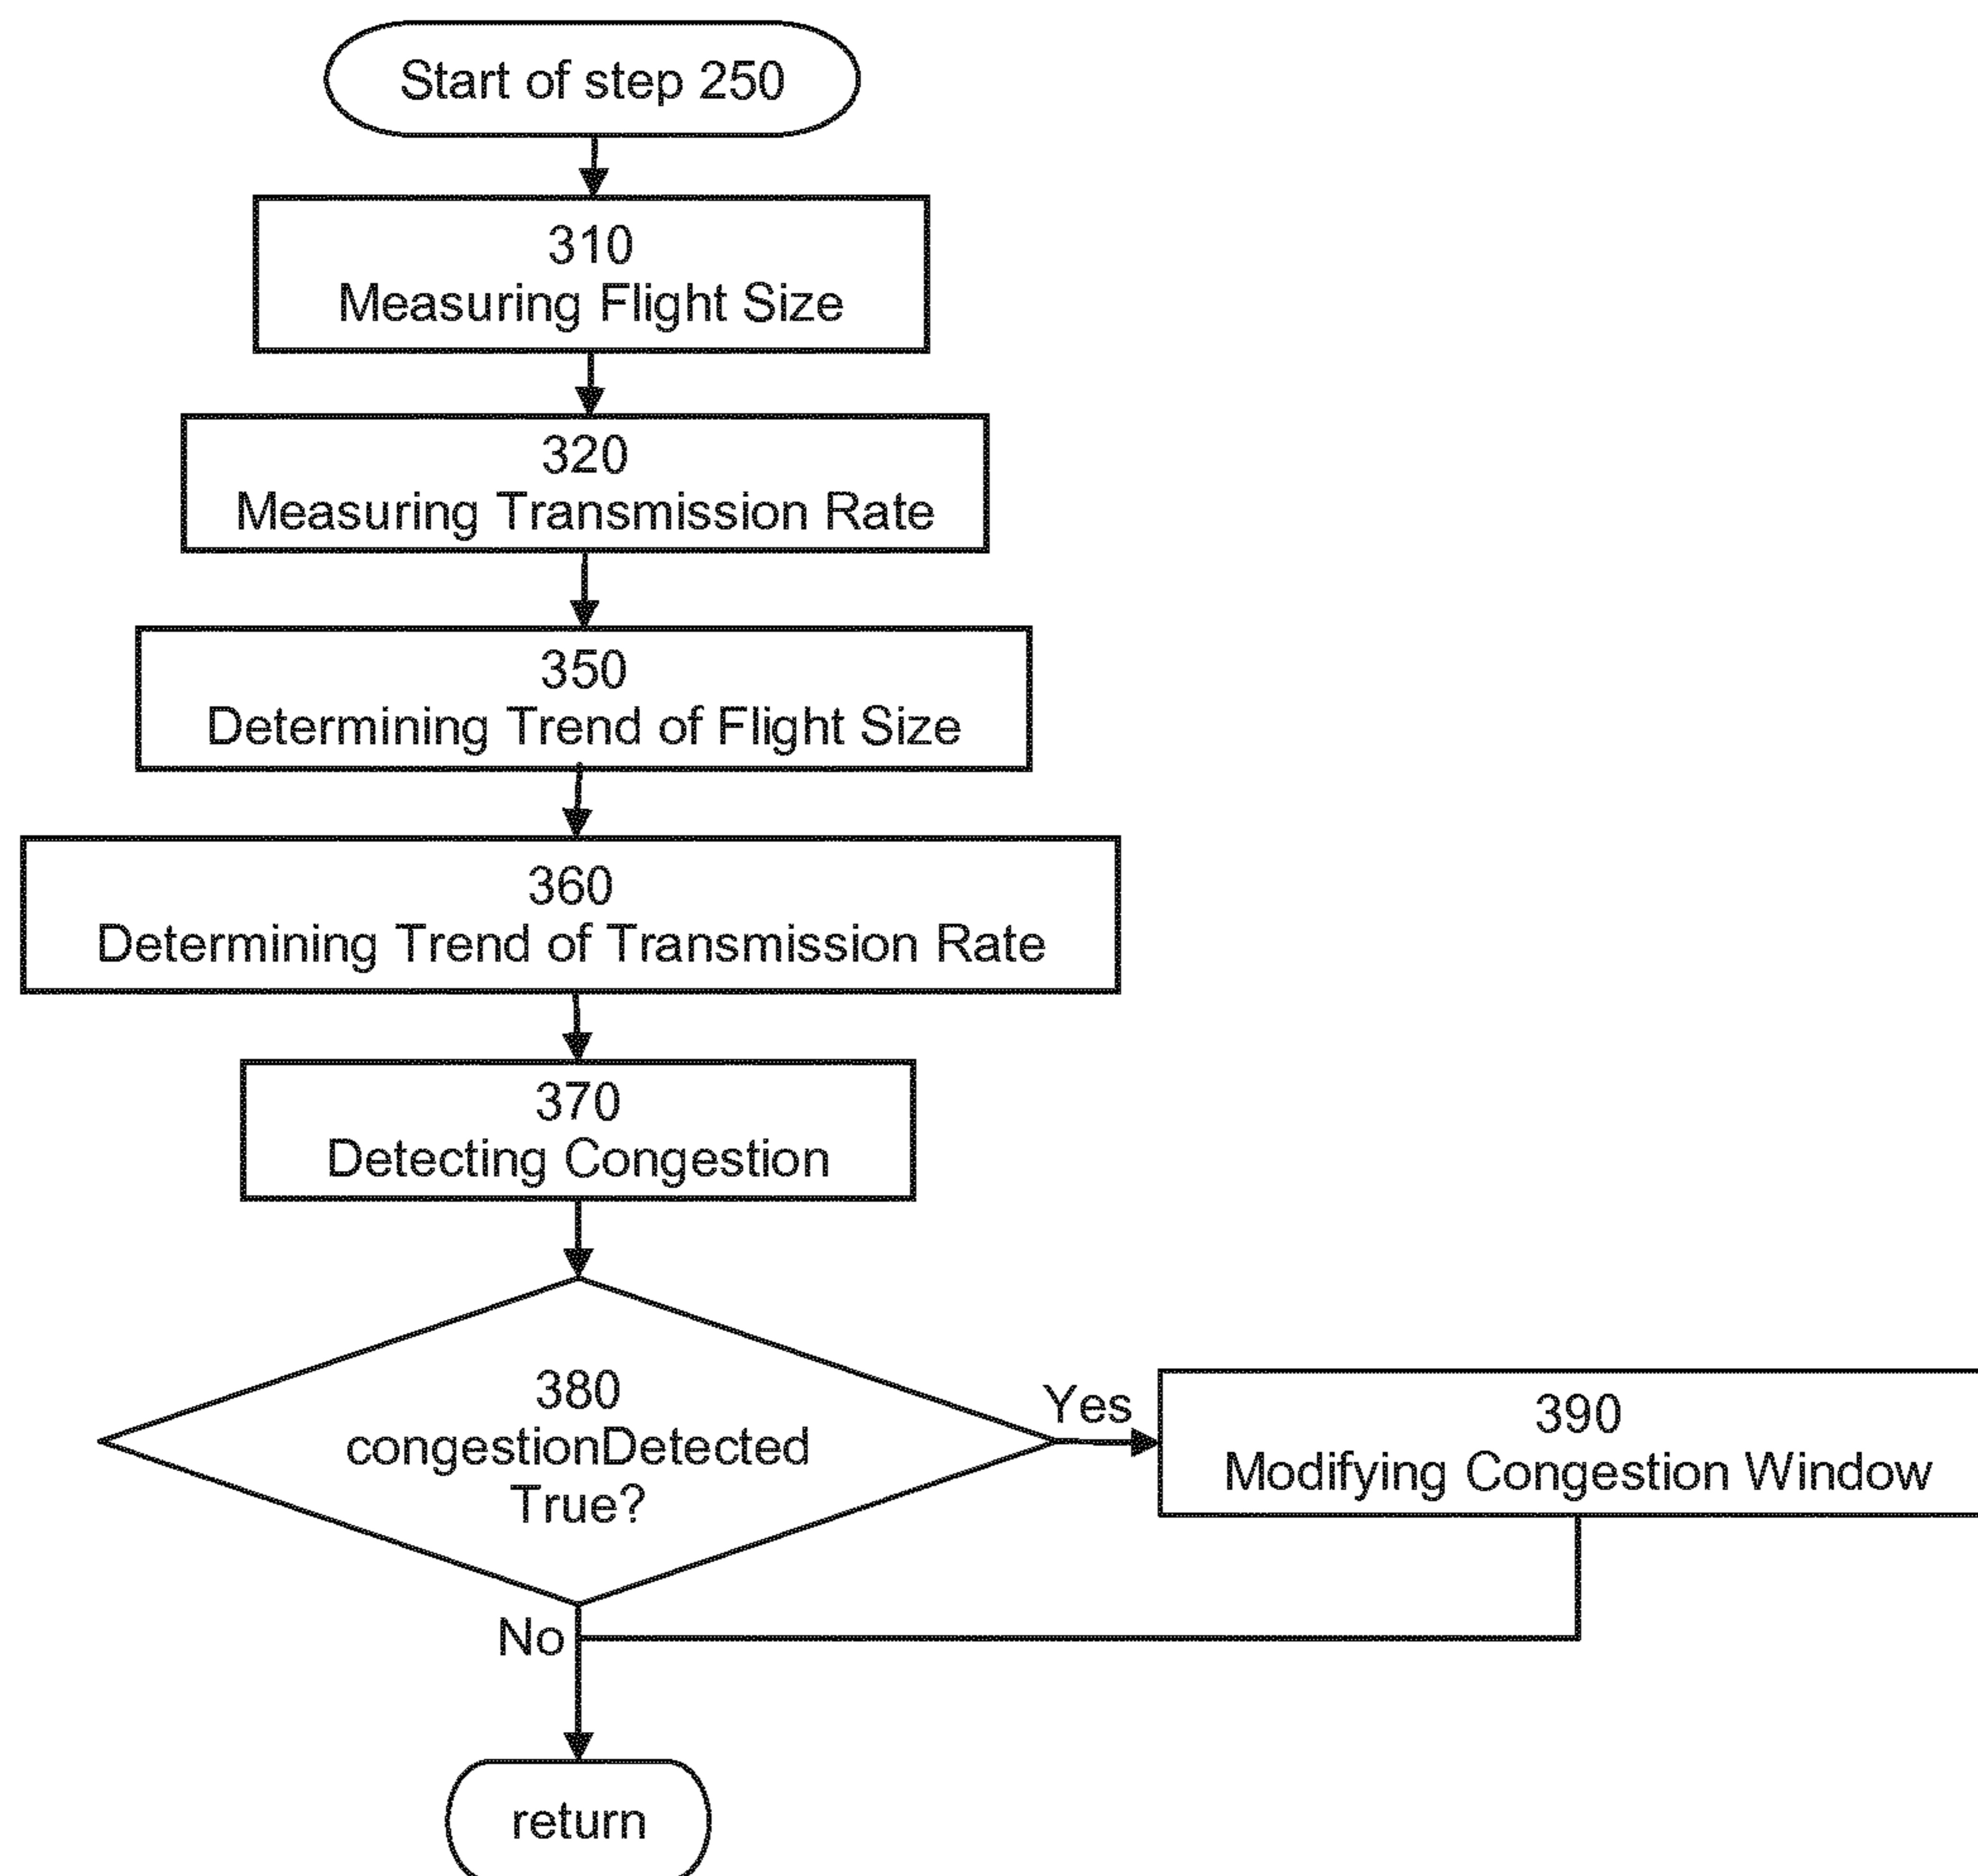 Start of step 250
310
Measuring Flight Size
320
Measuring Transmission Rate
350
Determining Trend of Flight Size
360
Determining Trend of Transmission Rate
370
Detecting Congestion
380
congestionDetected
True?
Yes
390
Modifying Congestion Window
No
return